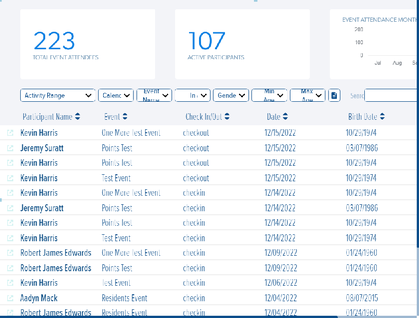 EVENT ATTENDANCE MONTH
223
TOTAL EVENT ATTENDEES
107
ACTIVE PARTICIPANTS
200
100
0
Jul Aug
Activity Range Event Name In/ Gende Min Age Max Age
Participant Name Event Check In/Out Date Birth Date
Kevin Harris One More Test Event checkout 12/15/2022 10/29/1974
Jeremy Suratt Points Test checkout 12/15/2022 03/07/1986
Kevin Harris Points Test checkout 12/15/2022 10/29/1974
Kevin Harris Test Event checkout 12/15/2022 10/29/1974
Kevin Harris One More Test Event checkin 12/14/2022 10/29/1974
Jeremy Suratt Points Test checkin 12/14/2022 03/07/1986
Kevin Harris Points Test checkin 12/14/2022 10/29/1974
Kevin Harris Test Event checkin 12/14/2022 10/29/1974
Robert James Edwards One More Test Event checkin 12/09/2022 01/24/1960
Robert James Edwards Points Test checkin 12/09/2022 01/24/1960
Kevin Harris Test Event checkin 12/06/2022 10/29/1974
Aadyn Mack Residents Event checkin 12/04/2022 08/07/2015
Robert James Edwards Residents Event checkin 12/04/2022 01/24/1960